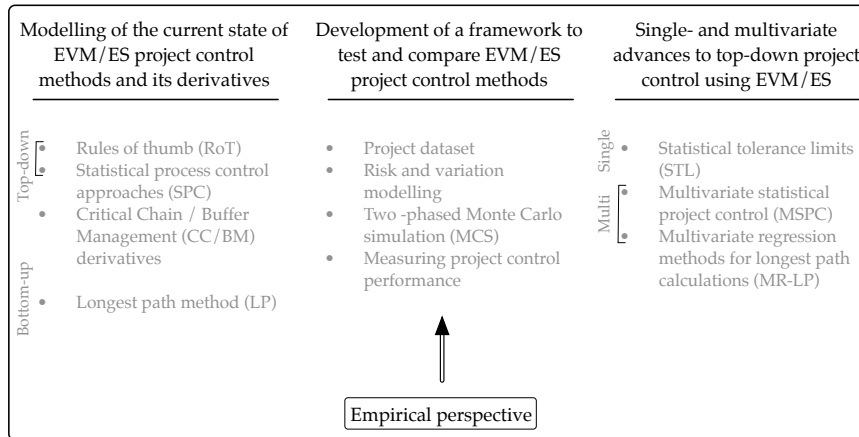 Modelling of the current state of
EVM/ES project control
methods and its derivatives
Top-down
• Rules of thumb (RoT)
• Statistical process control
approaches (SPC)
• Critical Chain / Buffer
Management (CC/BM)
derivatives
Bottom-up
• Longest path method (LP)
Development of a framework to
test and compare EVM/ES
project control methods
• Project dataset
• Risk and variation
modelling
• Two -phased Monte Carlo
simulation (MCS)
• Measuring project control
performance
Empirical perspective
Single- and multivariate
advances to top-down project
control using EVM/ES
Single
• Statistical tolerance limits
(STL)
Multi
• Multivariate statistical
project control (MSPC)
• Multivariate regression
methods for longest path
calculations (MR-LP)